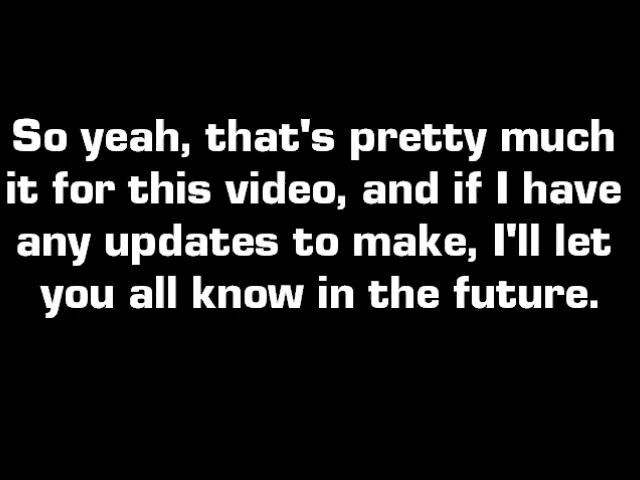 So yeah, that's pretty much
it for this video, and if I have
any updates to make, I'll let
you all know in the future.